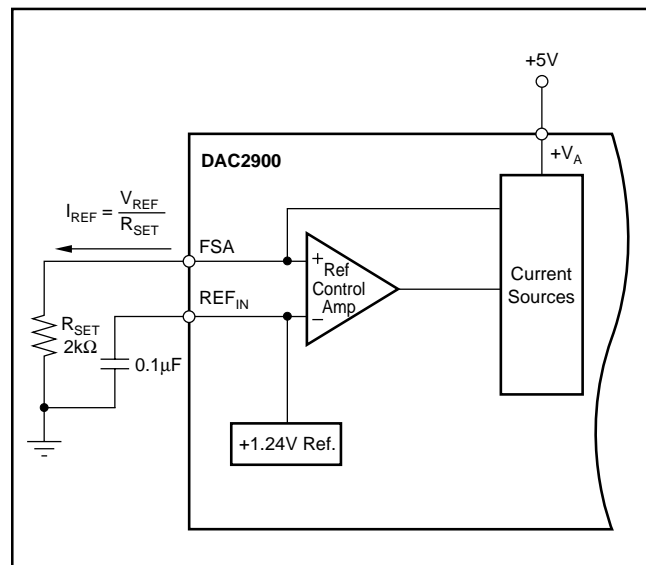 +5V
+V_A
DAC2900
I_REF = V_REF / R_SET
FSA
+
Ref
Control
Amp
–
REF_IN
Current
Sources
R_SET
2kΩ
0.1μF
+1.24V Ref.